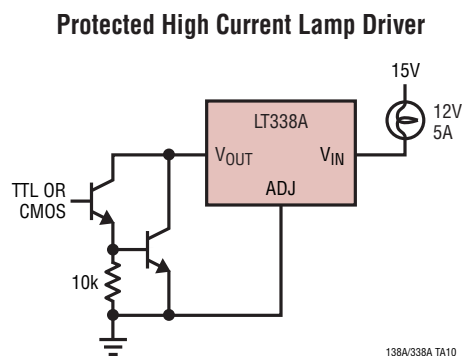 Protected High Current Lamp Driver
15V
12V
5A
LT338A
VOUT
VIN
ADJ
TTL OR
CMOS
10k
138A/338A TA10